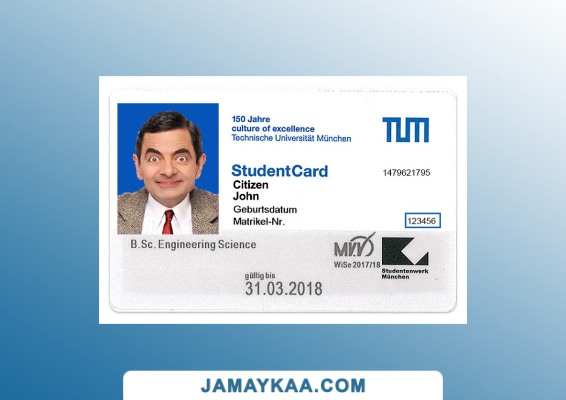 150 Jahre
culture of excellence
Technische Universität München
TUM
StudentCard
1479621795
Citizen
John
Geburtsdatum
Matrikel-Nr.
123456
B.Sc. Engineering Science
MVV
WiSe 2017/18
Studentenwerk
München
gültig bis
31.03.2018
JAMAYKAA.COM